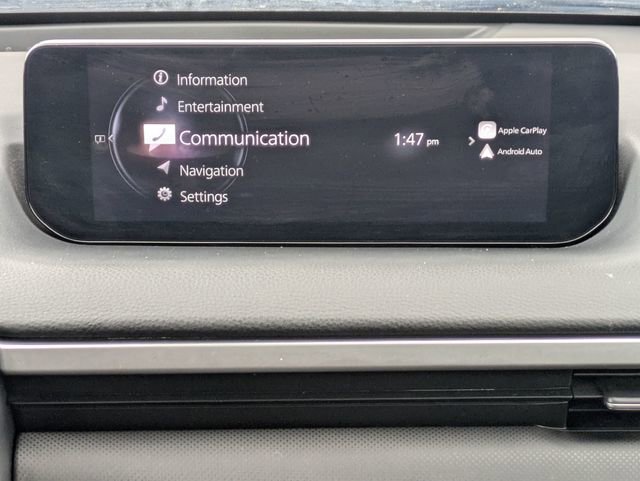 Information
Entertainment
Communication
1:47 pm
Apple CarPlay
Android Auto
Navigation
Settings